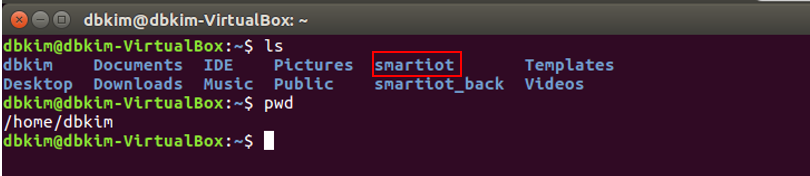 dbkim@dbkim-VirtualBox: ~
dbkim@dbkim-VirtualBox:~$ ls
dbkim Documents IDE Pictures smartiot Templates
Desktop Downloads Music Public smartiot_back Videos
dbkim@dbkim-VirtualBox:~$ pwd
/home/dbkim
dbkim@dbkim-VirtualBox:~$